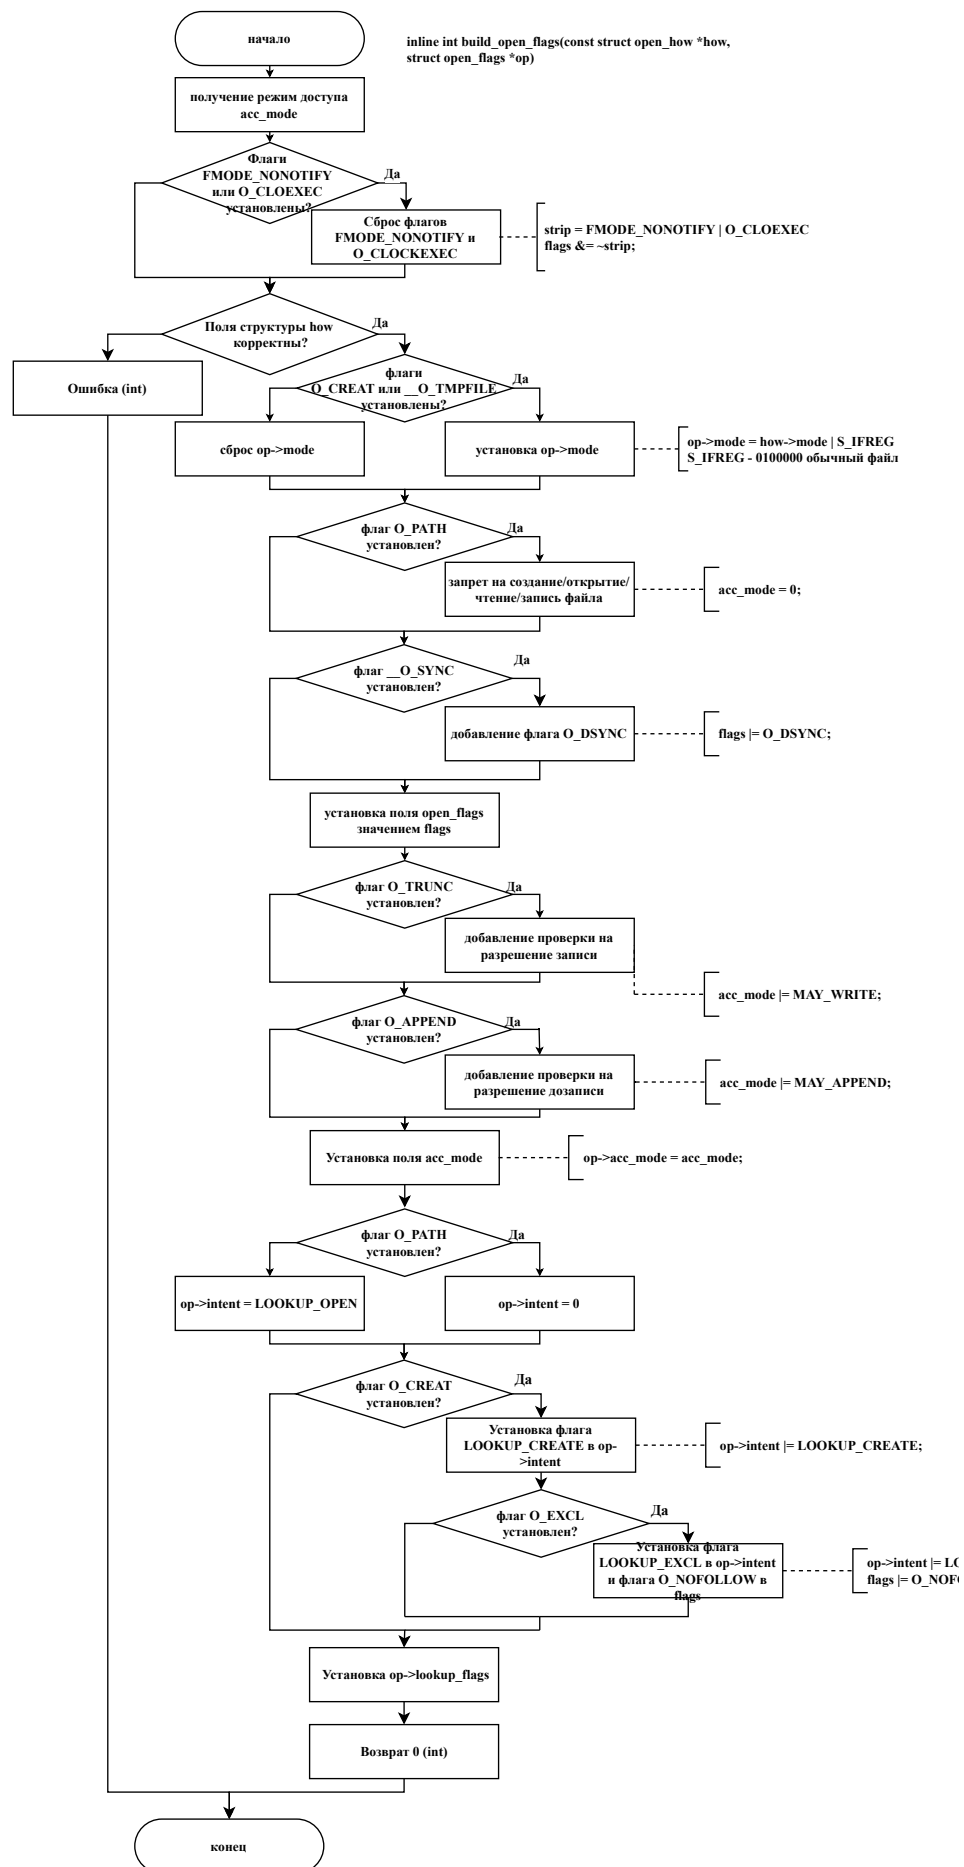 начало
inline int build_open_flags(const struct open_how *how,
struct open_flags *op)
получение режим доступа
acc_mode
Флаги
FMODE_NONOTIFY
или O_CLOEXEC
установлены?
Да
Сброс флагов
FMODE_NONOTIFY и
O_CLOCKEXEC
strip = FMODE_NONOTIFY | O_CLOEXEC
flags &= ~strip;
Поля структуры how
корректны?
Да
Ошибка (int)
флаги
O_CREAT или __O_TMPFILE
установлены?
Да
сброс op->mode
установка op->mode
op->mode = how->mode | S_IFREG
S_IFREG - 0100000 обычный файл
флаг O_PATH
установлен?
Да
запрет на создание/открытие/
чтение/запись файла
acc_mode = 0;
флаг __O_SYNC
установлен?
Да
добавление флага O_DSYNC
flags |= O_DSYNC;
установка поля open_flags
значением flags
флаг O_TRUNC
установлен?
Да
добавление проверки на
разрешение записи
acc_mode |= MAY_WRITE;
флаг O_APPEND
установлен?
Да
добавление проверки на
разрешение дозаписи
acc_mode |= MAY_APPEND;
Установка поля acc_mode
op->acc_mode = acc_mode;
флаг O_PATH
установлен?
Да
op->intent = LOOKUP_OPEN
op->intent = 0
флаг O_CREAT
установлен?
Да
Установка флага
LOOKUP_CREATE в op-
>intent
op->intent |= LOOKUP_CREATE;
флаг O_EXCL
установлен?
Да
Установка флага
LOOKUP_EXCL в op->intent
и флага O_NOFOLLOW в
flags
op->intent |=
flags |=
Установка op->lookup_flags
Возврат 0 (int)
конец